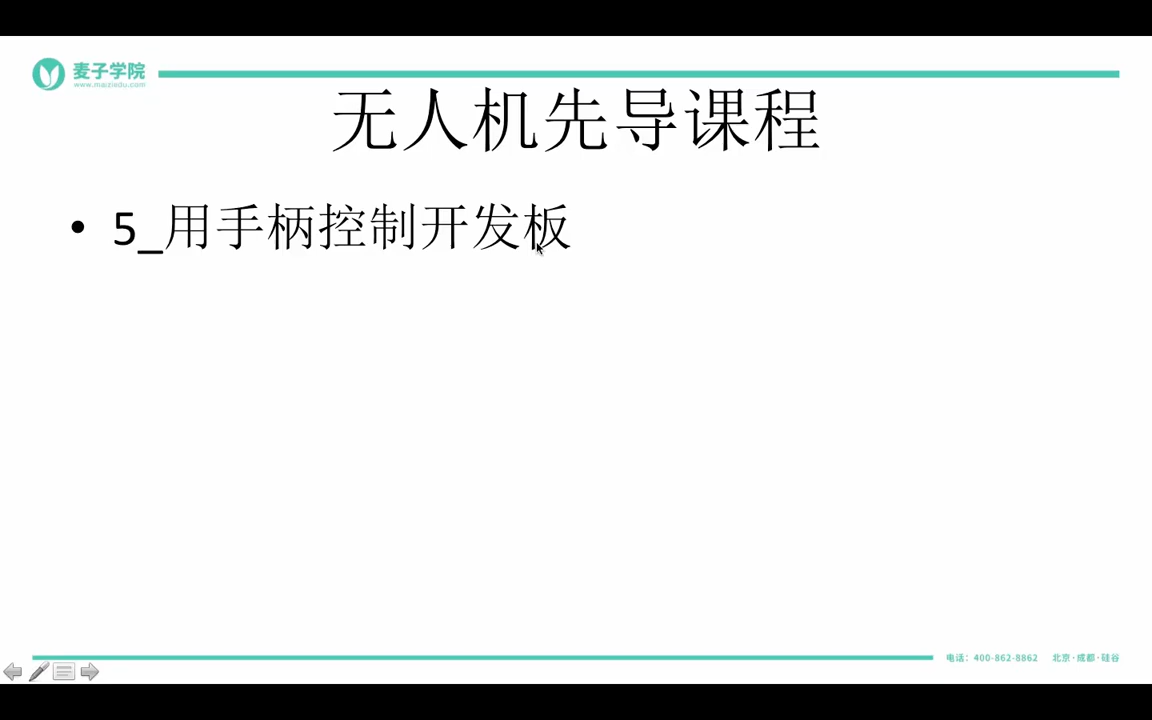 麦子学院
www.maiziedu.com
无人机先导课程
• 5_用手柄控制开发板
电话：400-862-8862 北京·成都·硅谷